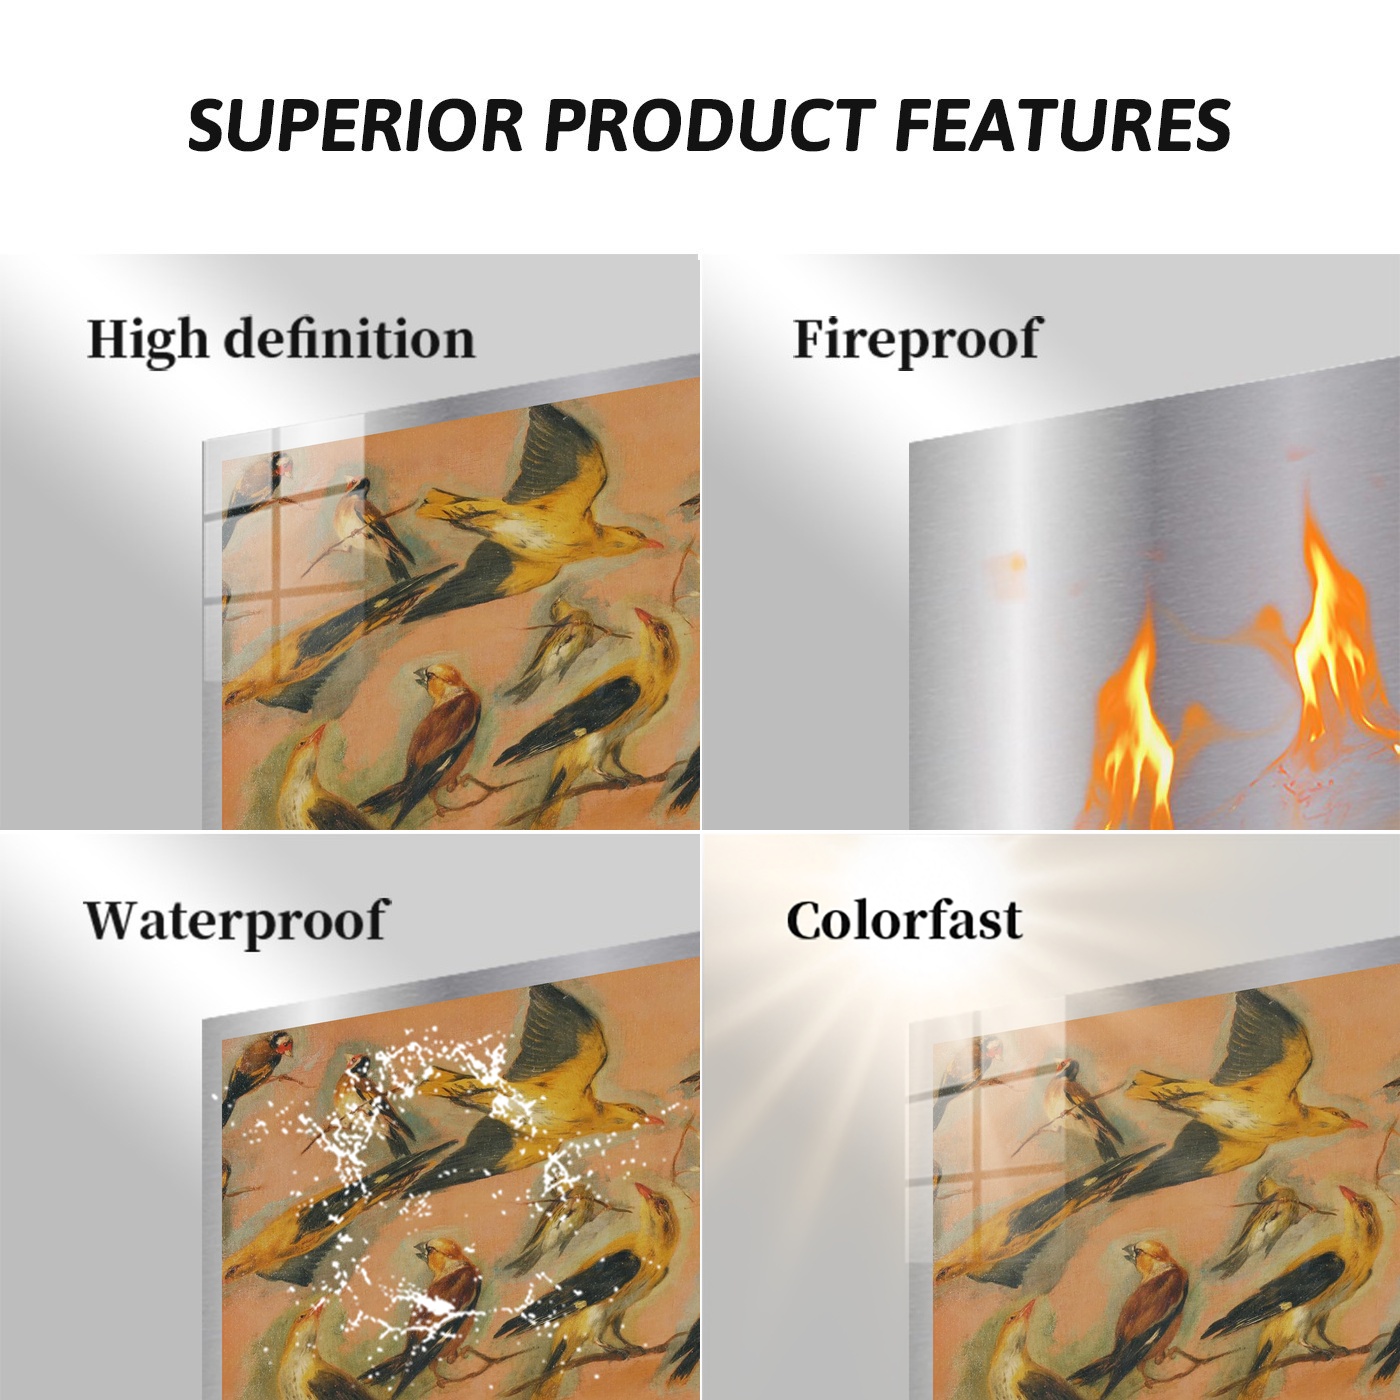 SUPERIOR PRODUCT FEATURES
High definition
Fireproof
Waterproof
Colorfast